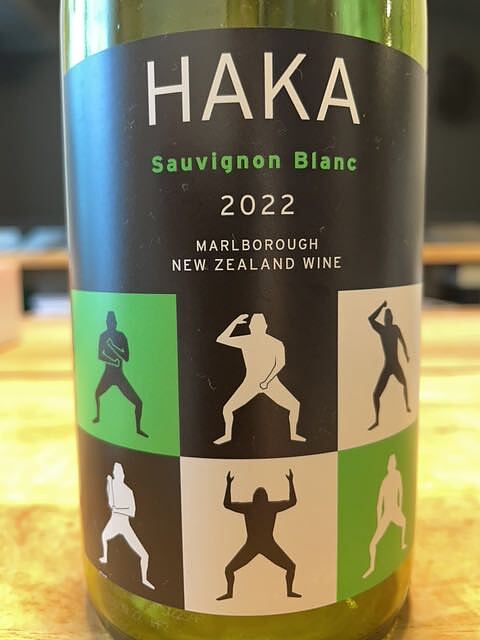 HAKA
Sauvignon Blanc
2022
MARLBOROUGH
NEW ZEALAND WINE